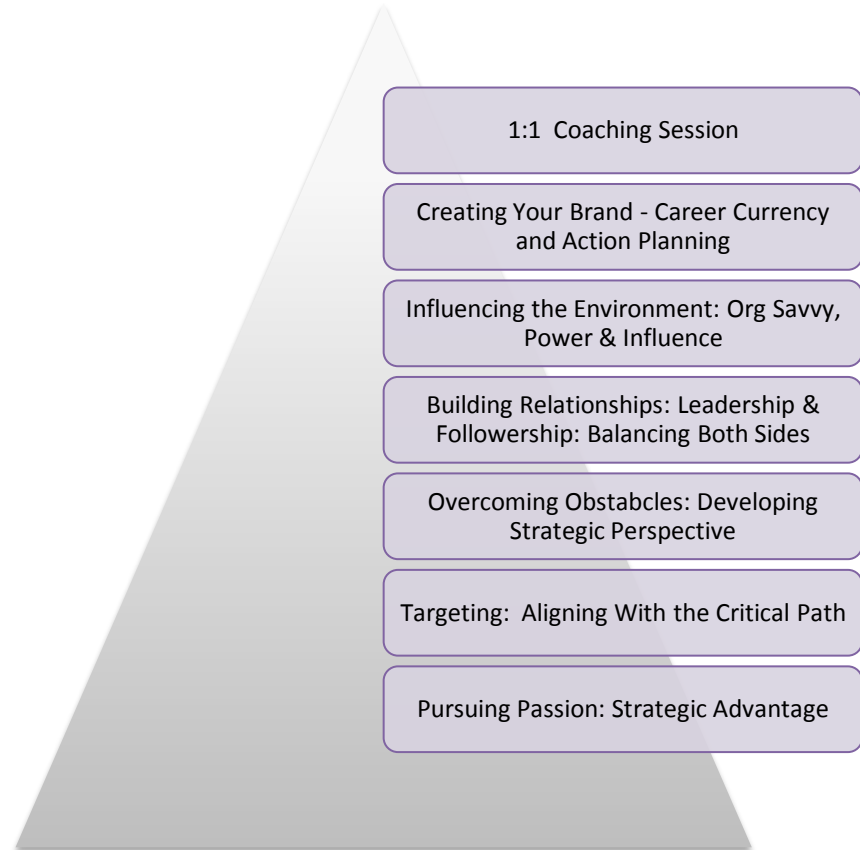 1:1  Coaching Session
Creating Your Brand - Career Currency
and Action Planning
Influencing the Environment: Org Savvy,
Power & Influence
Building Relationships: Leadership &
Followership: Balancing Both Sides
Overcoming Obstabcles: Developing
Strategic Perspective
Targeting:  Aligning With the Critical Path
Pursuing Passion: Strategic Advantage